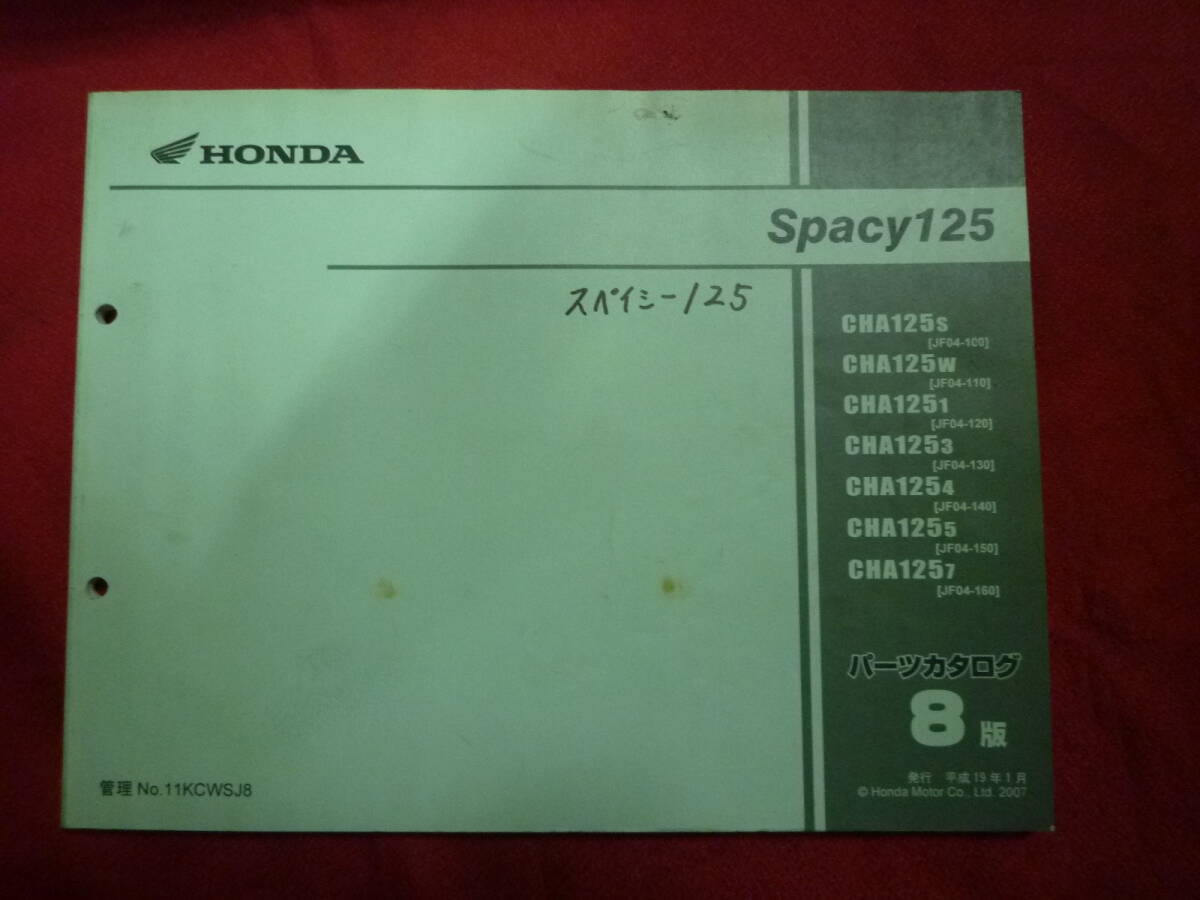 HONDA
Spacy125
スペイシー125
CHA125S
[JF04-100]
CHA125W
[JF04-110]
CHA1251
[JF04-120]
CHA1253
[JF04-130]
CHA1254
[JF04-140]
CHA1255
[JF04-150]
CHA1257
[JF04-160]
パーツカタログ
8版
発行 平成19年1月
© Honda Motor Co., Ltd. 2007
管理 No.11KCWSJ8